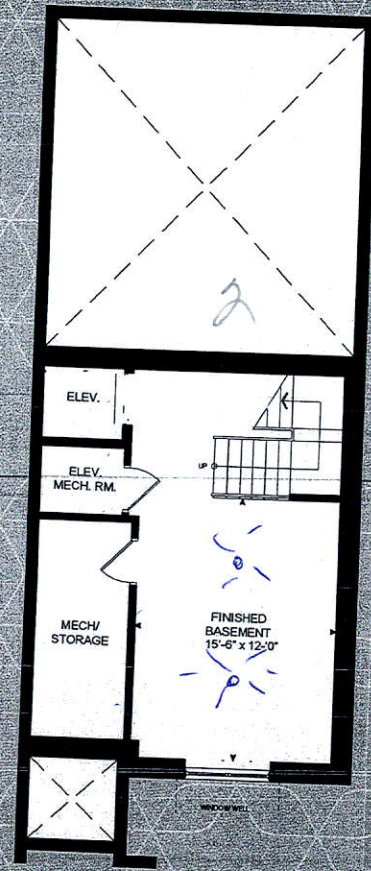 2
ELEV.
UP
ELEV.
MECH. RM.
MECH/
STORAGE
FINISHED
BASEMENT
15'-6" x 12-'0"
WINDOW WELL